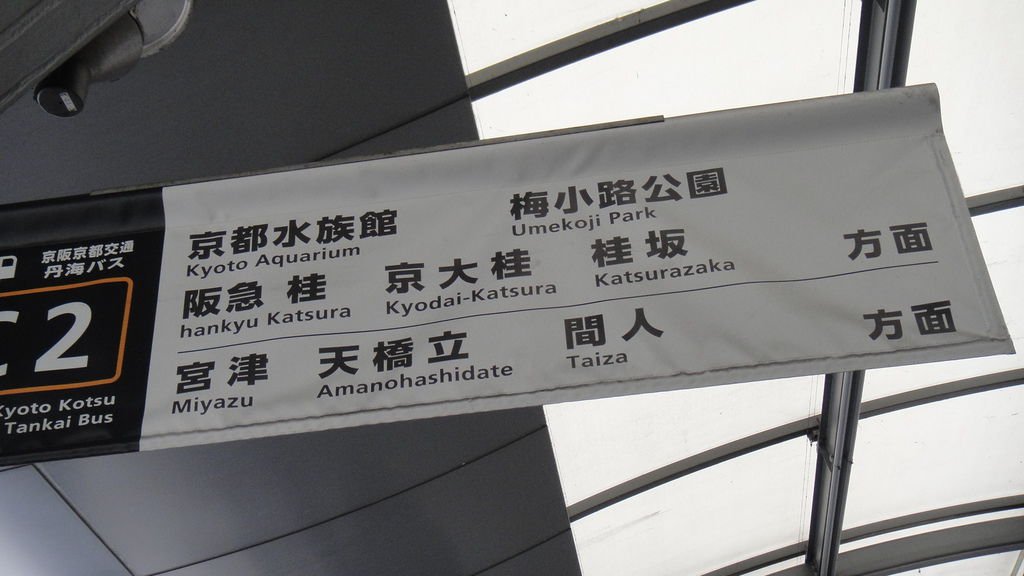 京阪京都交通
丹海バス
C2
Kyoto Kotsu
Tankai Bus
京都水族館 梅小路公園
Kyoto Aquarium Umekoji Park
阪急 桂 京大桂 桂坂 方面
hankyu Katsura Kyodai-Katsura Katsurazaka
宮津 天橋立 間人 方面
Miyazu Amanohashidate Taiza